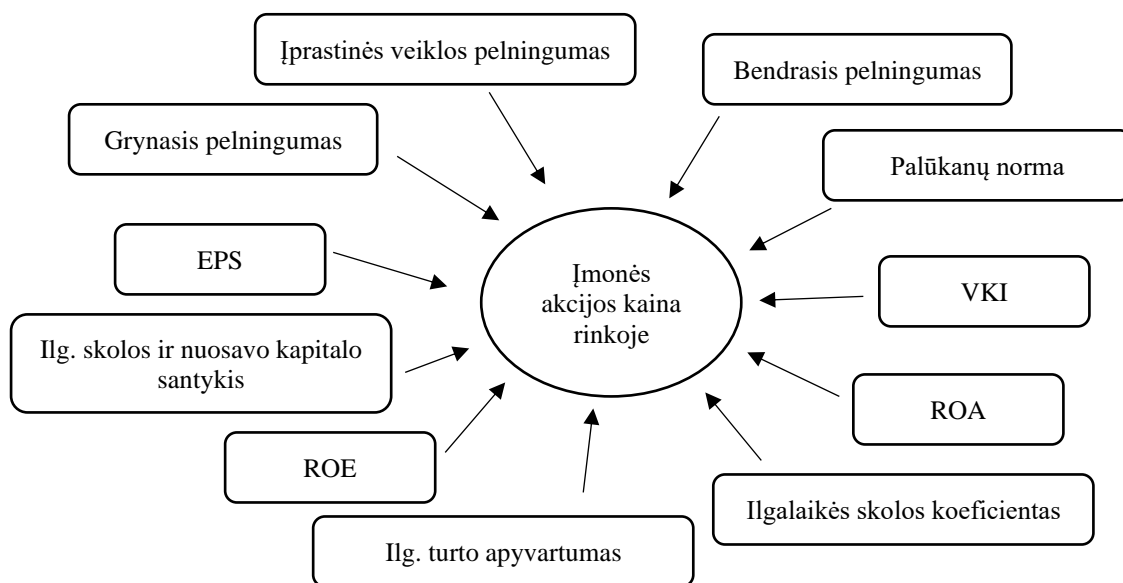 Įprastinės veiklos pelningumas
Bendrasis pelningumas
Grynasis pelningumas
Palūkanų norma
EPS
Įmonės
akcijos kaina
rinkoje
VKI
Ilg. skolos ir nuosavo kapitalo
santykis
ROA
ROE
Ilgalaikės skolos koeficientas
Ilg. turto apyvartumas